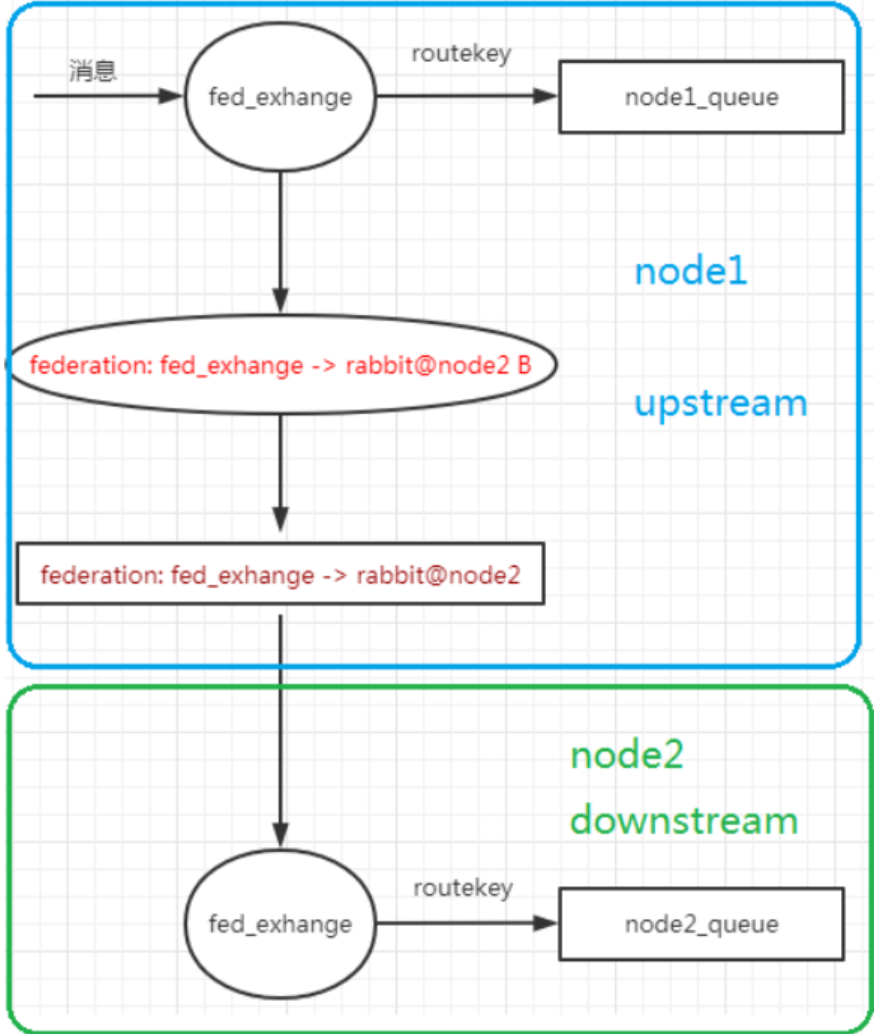 消息
fed_exhange
routekey
node1_queue
node1
federation: fed_exhange -> rabbit@node2 B
upstream
federation: fed_exhange -> rabbit@node2
node2
downstream
fed_exhange
routekey
node2_queue